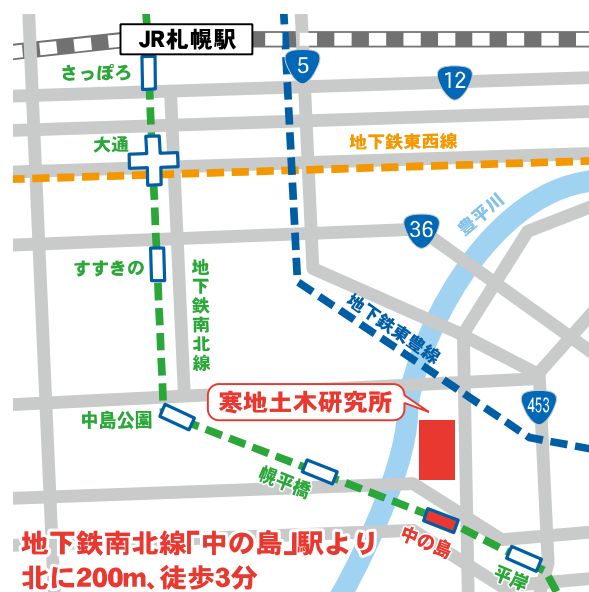 JR札幌駅
さっぽろ
5
12
大通
地下鉄東西線
豊平川
36
すすきの
地下鉄南北線
地下鉄東豊線
寒地土木研究所
453
中島公園
幌平橋
中の島
平岸
地下鉄南北線「中の島」駅より
北に200m、徒歩3分